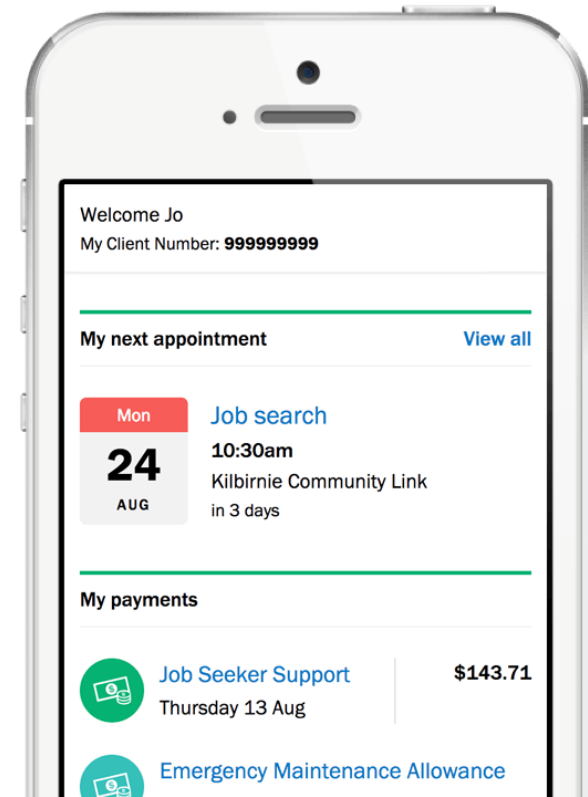 Welcome Jo
My Client Number: 999999999
My next appointment
View all
Mon
24
AUG
Job search
10:30am
Kilbirnie Community Link
in 3 days
My payments
Job Seeker Support
$143.71
Thursday 13 Aug
Emergency Maintenance Allowance